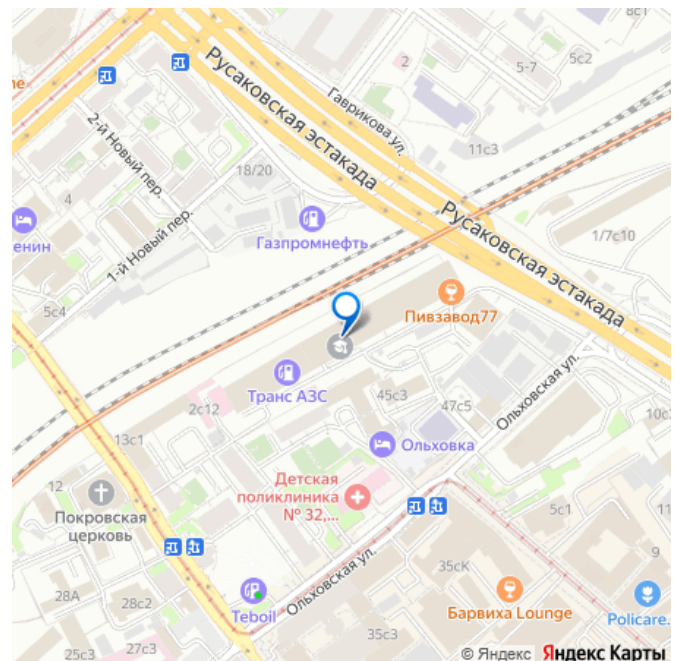 8с1
2
5-7
5с2
Русаковская эстакада
Гаврикова ул.
11с3
2-й Новый пер.
18/20
4
Русаковская эстакада
1-й Новый пер.
енин
Газпромнефть
1/7с10
5с4
Пивзавод77
Транс АЗС
45с3
47с5
2с12
Ольховская ул.
10с
13с1
Ольховка
Детская
поликлиника
№ 32,...
12
Покровская
церковь
5с1
11
9
35сК
28А
28с2
Teboil
Ольховская ул.
Барвиха Lounge
Policare.
25с3
27с3
35с3
© Яндекс Яндекс Карты